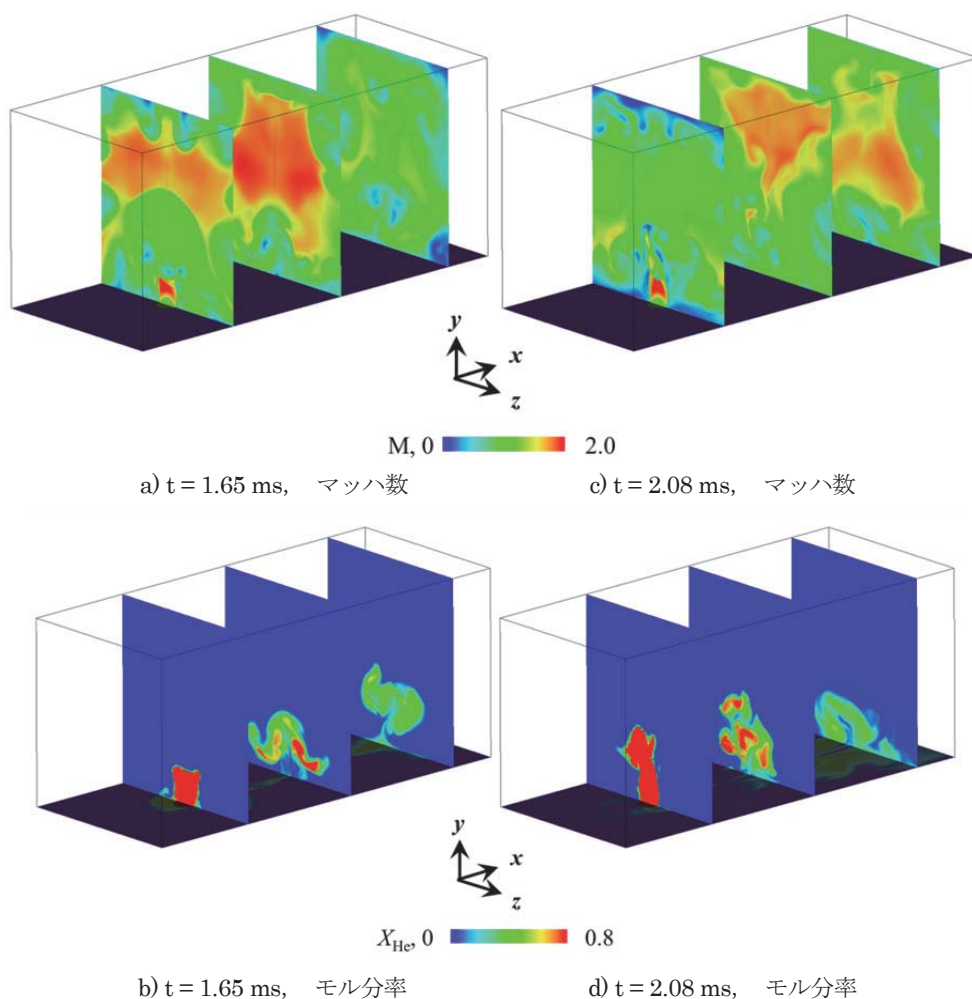 y
x
z
y
x
z
M, 0 2.0
a) t = 1.65 ms, マッハ数
c) t = 2.08 ms, マッハ数
y
x
z
y
x
z
X_He, 0 0.8
b) t = 1.65 ms, モル分率
d) t = 2.08 ms, モル分率